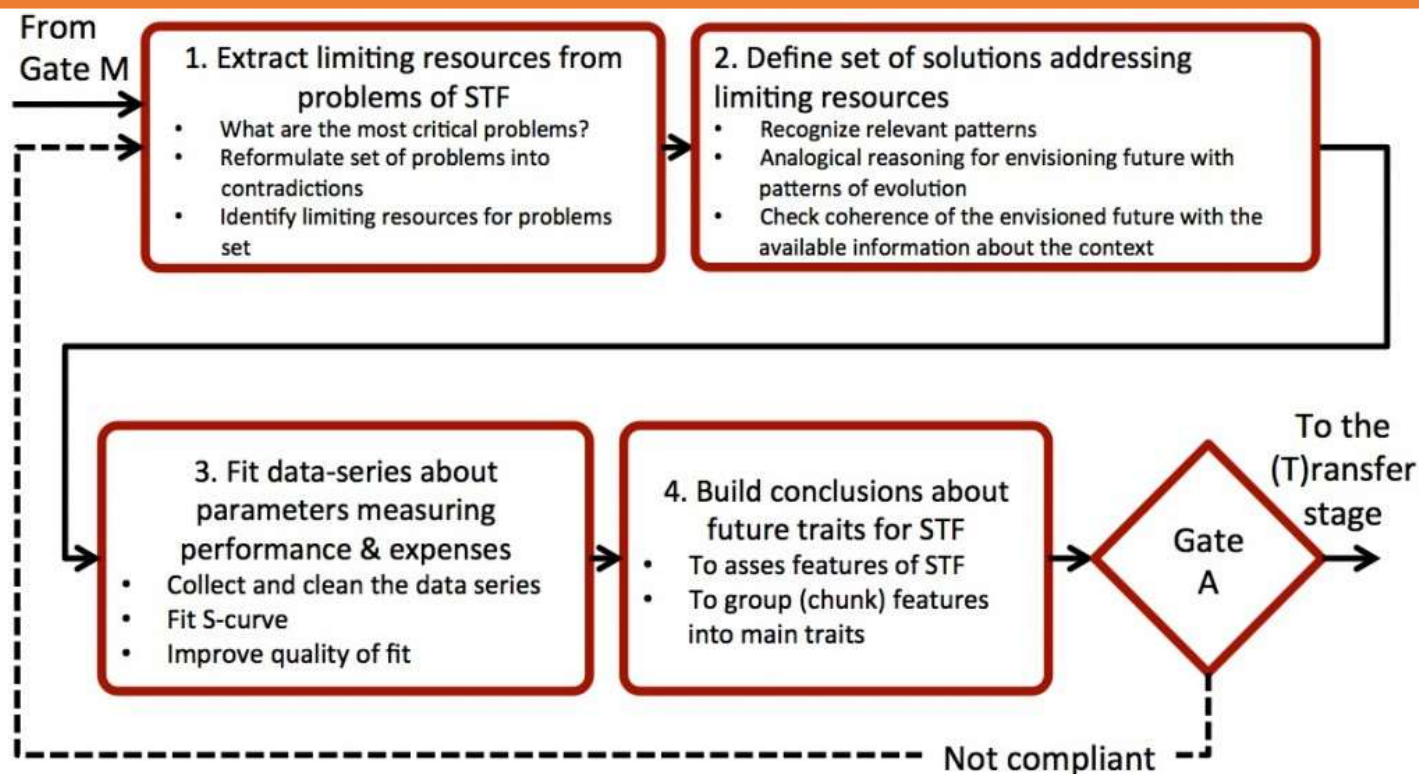 From
Gate M
1. Extract limiting resources from
problems of STF
• What are the most critical problems?
• Reformulate set of problems into
contradictions
• Identify limiting resources for problems
set
2. Define set of solutions addressing
limiting resources
• Recognize relevant patterns
• Analogical reasoning for envisioning future with
patterns of evolution
• Check coherence of the envisioned future with the
available information about the context
3. Fit data-series about
parameters measuring
performance & expenses
• Collect and clean the data series
• Fit S-curve
• Improve quality of fit
4. Build conclusions about
future traits for STF
• To asses features of STF
• To group (chunk) features
into main traits
Gate
A
To the
(T)ransfer
stage
Not compliant